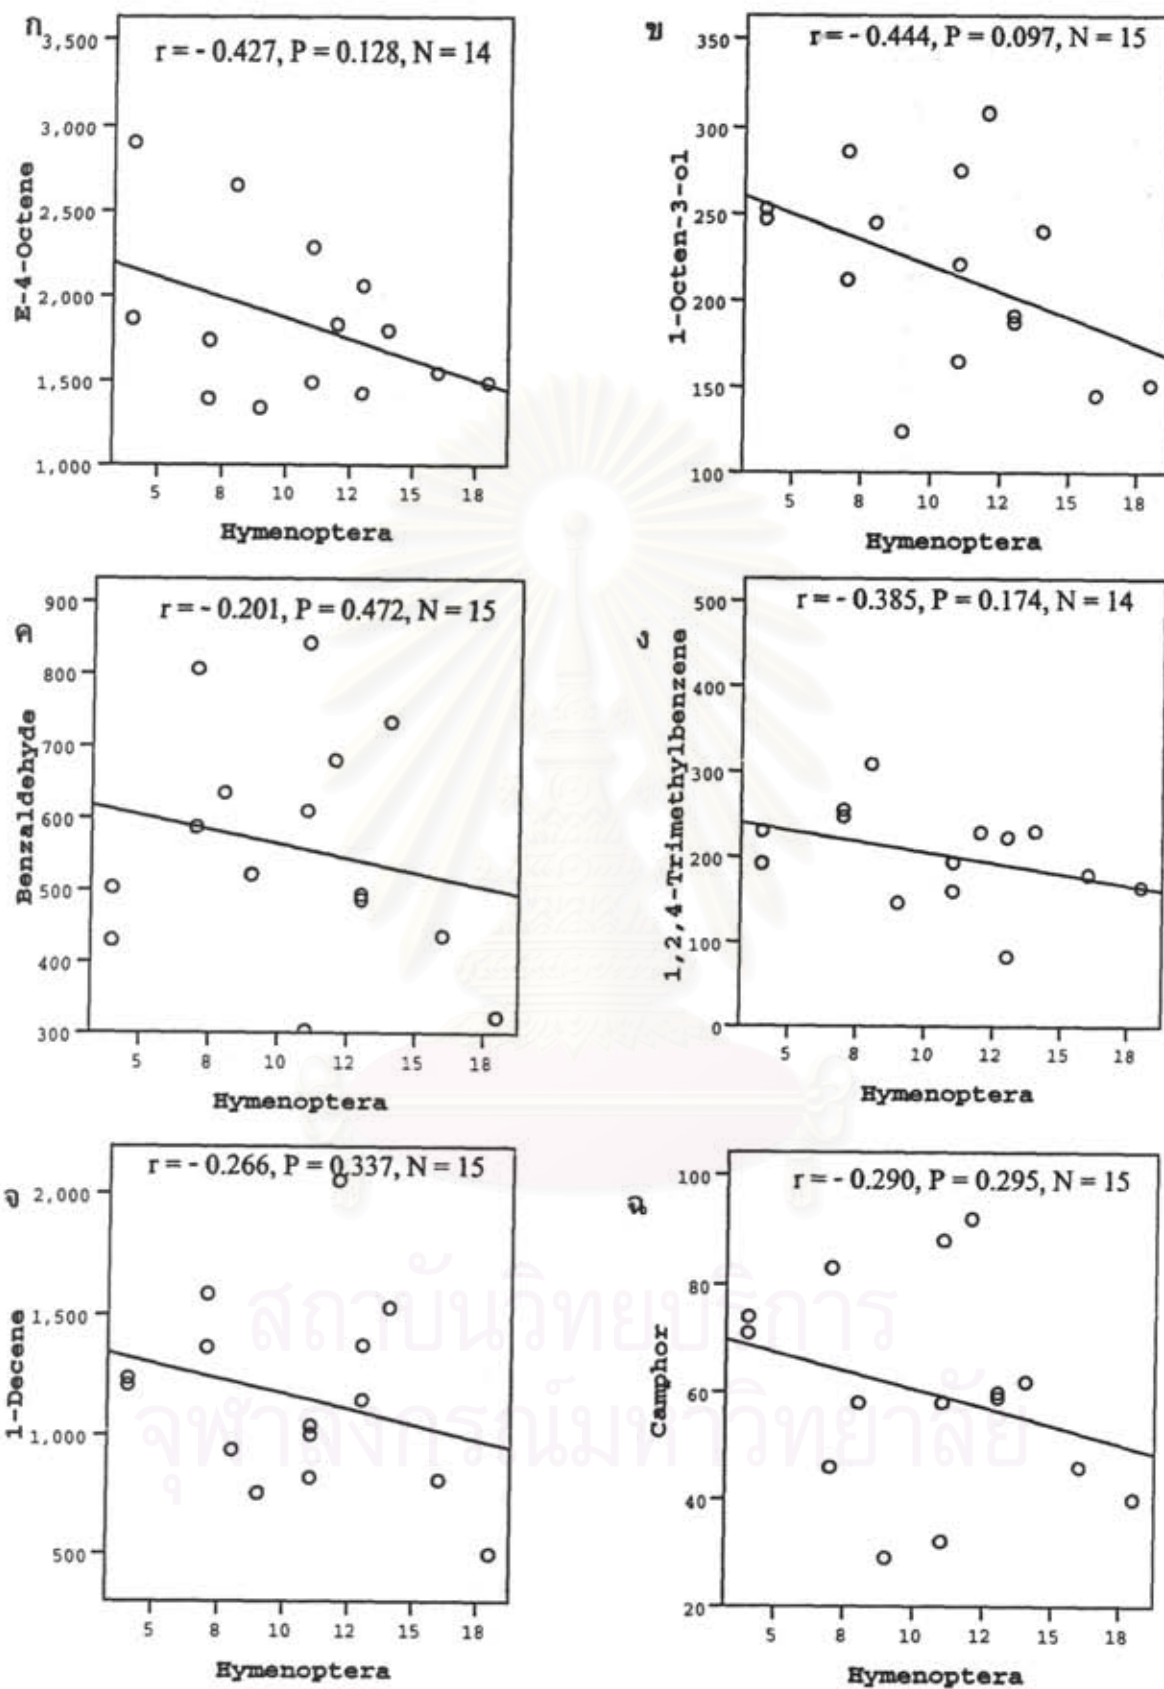 ก
r = - 0.427, P = 0.128, N = 14
3,500
3,000
2,500
2,000
1,500
1,000
E-4-Octene
5 8 10 12 15 18
Hymenoptera
ข
r = - 0.444, P = 0.097, N = 15
350
300
250
200
150
100
1-Octen-3-ol
5 8 10 12 15 18
Hymenoptera
ค
r = - 0.201, P = 0.472, N = 15
900
800
700
600
500
400
300
Benzaldehyde
5 8 10 12 15 18
Hymenoptera
ง
r = - 0.385, P = 0.174, N = 14
500
400
300
200
100
0
1,2,4-Trimethylbenzene
5 8 10 12 15 18
Hymenoptera
จ
r = - 0.266, P = 0.337, N = 15
2,000
1,500
1,000
500
1-Decene
5 8 10 12 15 18
Hymenoptera
ฉ
r = - 0.290, P = 0.295, N = 15
100
80
60
40
20
Camphor
5 8 10 12 15 18
Hymenoptera
สถาบันวิทยบริการ
จุฬาลงกรณ์มหาวิทยาลัย